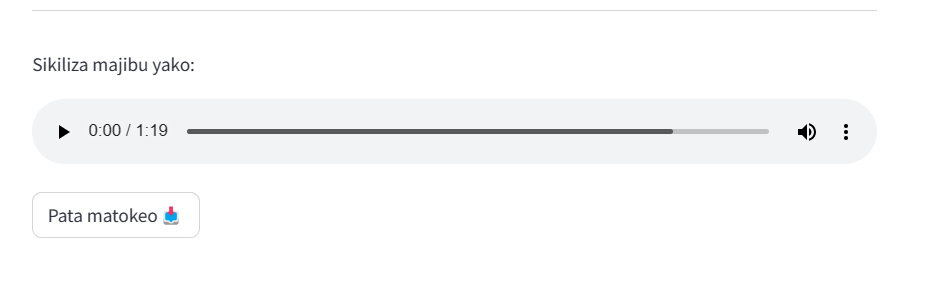 Sikiliza majibu yako:
0:00 / 1:19
Pata matokeo 📥